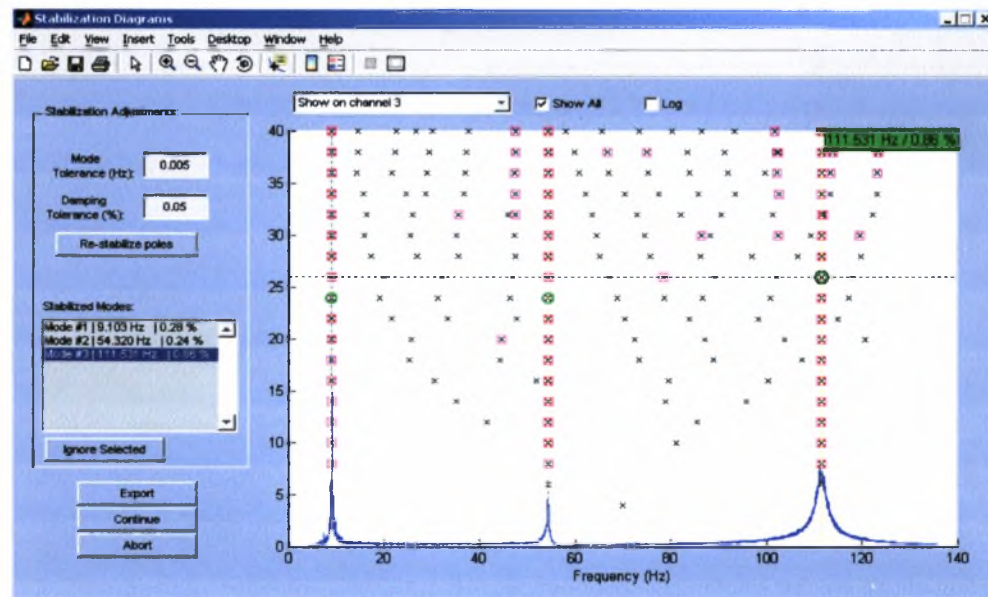 Stabilization Diagrams
File Edit View Insert Tools Desktop Window Help
Stabilization Adjustments
Mode
Tolerance (Hz):
0.005
Damping
Tolerance (%):
0.05
Re-stabilize poles
Stabilized Modes:
Mode #1 | 9.103 Hz | 0.28 %
Mode #2 | 54.320 Hz | 0.24 %
Mode #3 | 111.531 Hz | 0.86 %
Ignore Selected
Export
Continue
Abort
Show on channel 3
Show All
Log
111.531 Hz / 0.86 %
40
35
30
25
20
15
10
5
0
0 20 40 60 80 100 120 140
Frequency (Hz)